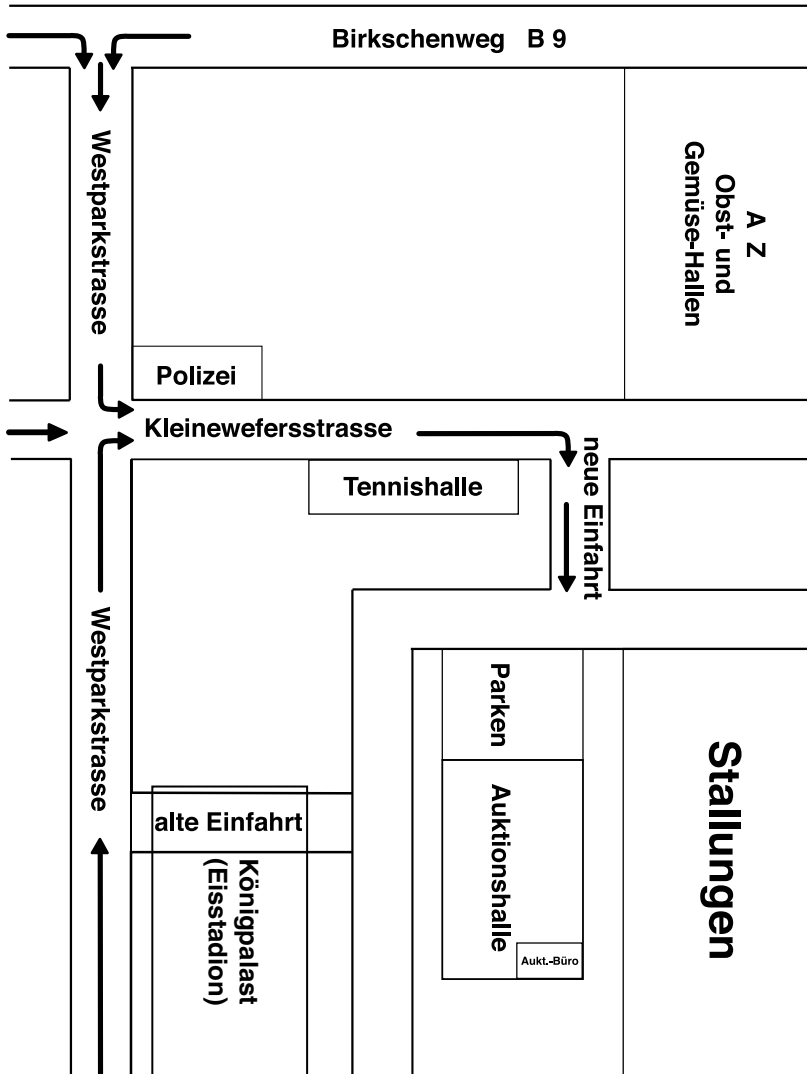 Birkschenweg B 9
Westparkstrasse
A Z
Obst- und
Gemüse-Hallen
Polizei
Kleinewefersstrasse
neue Einfahrt
Tennishalle
Westparkstrasse
Parken
Stallungen
alte Einfahrt
Auktionshalle
Königpalast
(Eisstadion)
Aukt.-Büro